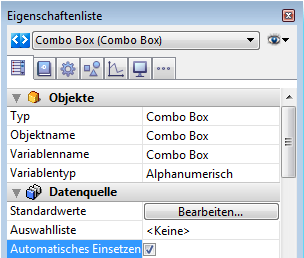 Eigenschaftenliste
Combo Box (Combo Box)
Objekte
Typ Combo Box
Objektname Combo Box
Variablenname Combo Box
Variablentyp Alphanumerisch
Datenquelle
Standardwerte Bearbeiten...
Auswahlliste <Keine>
Automatisches Einsetzen